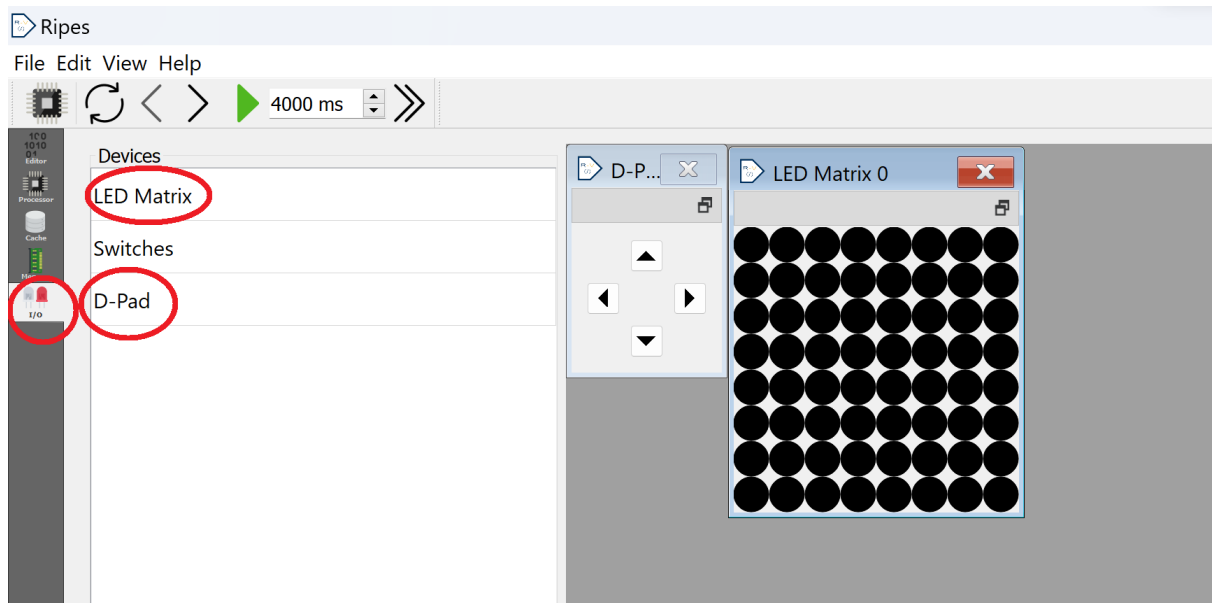 Ripes
File Edit View Help
4000 ms
Editor
Processor
Cache
I/O
Devices
LED Matrix
Switches
D-Pad
D-P...
LED Matrix 0